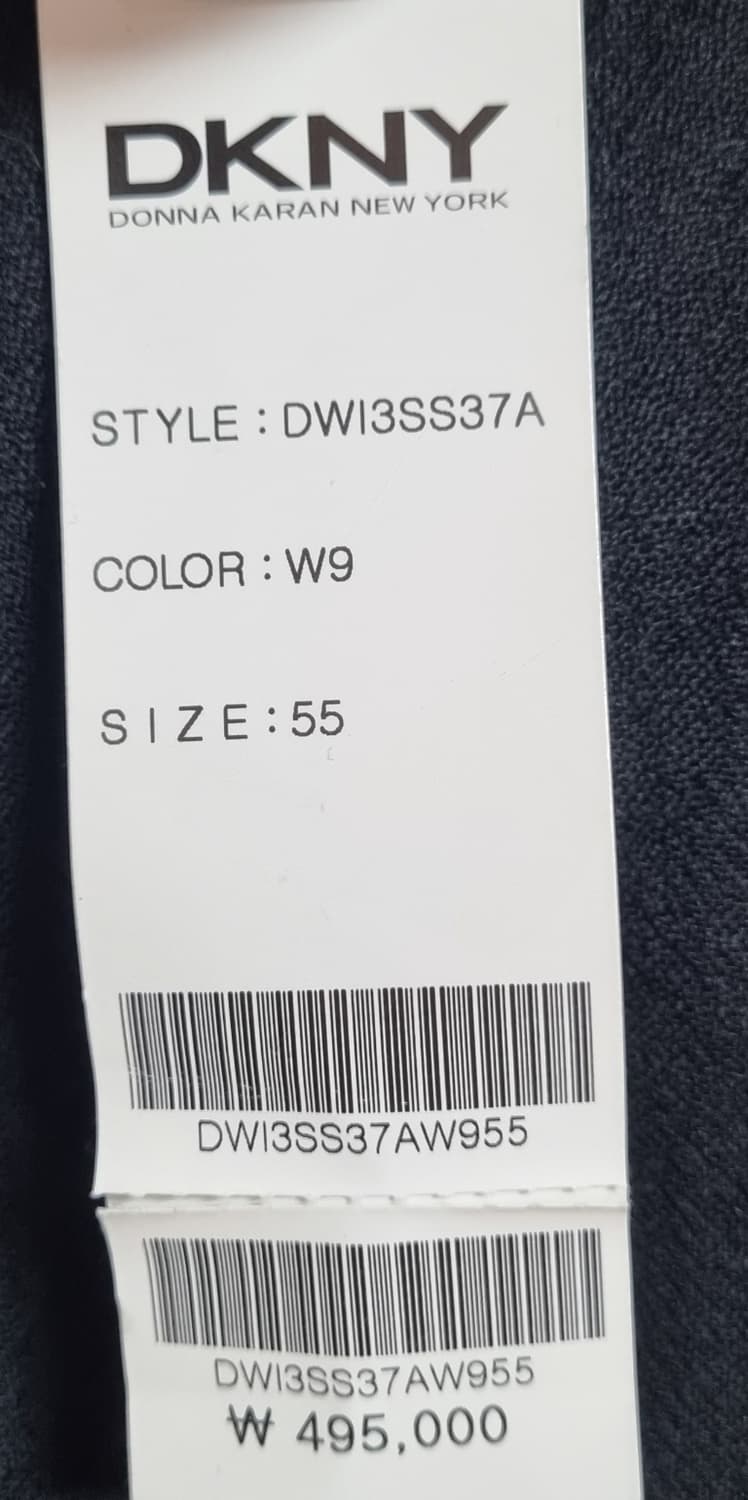 DKNY
DONNA KARAN NEW YORK
STYLE : DWI3SS37A
COLOR : W9
SIZE : 55
DWI3SS37AW955
DWI3SS37AW955
₩ 495,000